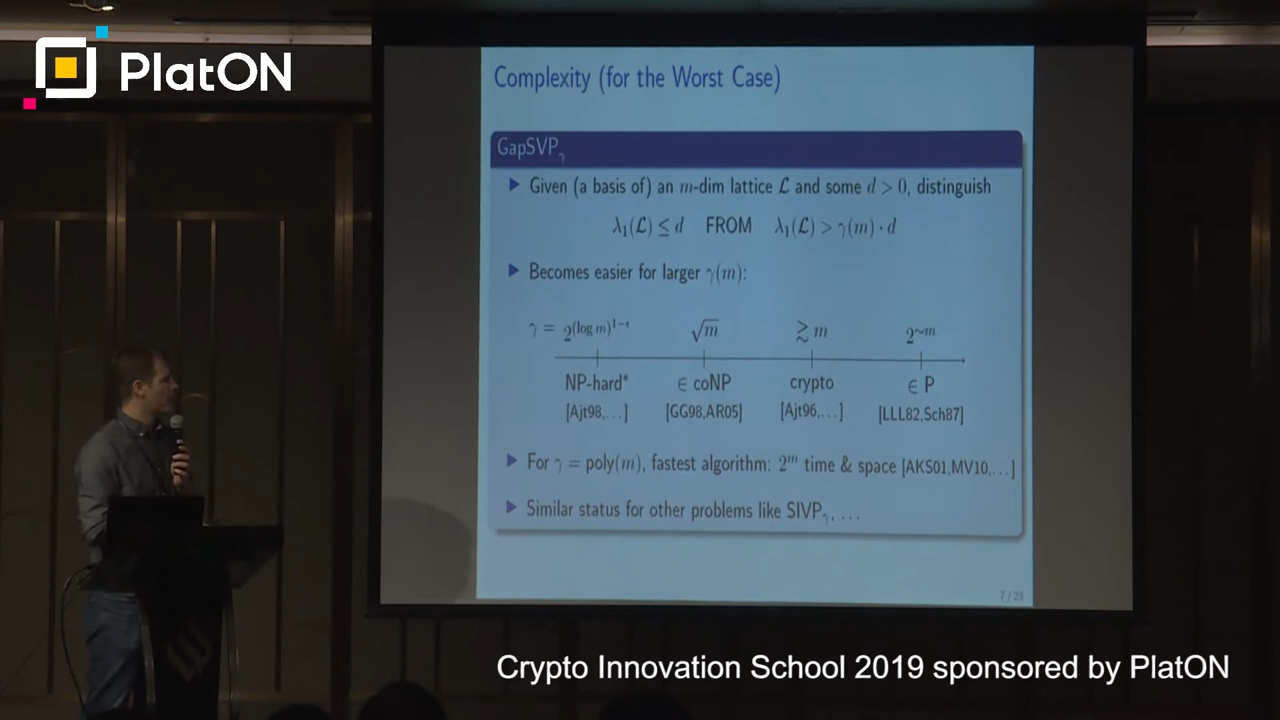 PlatON
Complexity (for the Worst Case)
GapSVPᵧ
▶ Given (a basis of) an m-dim lattice ℒ and some d > 0, distinguish
λ₁(ℒ) ≤ d FROM λ₁(ℒ) > γ(m) · d
▶ Becomes easier for larger γ(m):
γ = 2^{(log m)^{1−ϵ}} √m ≳ m 2^{∼m}
NP-hard* ∈ coNP crypto ∈ P
[Ajt98,...] [GG98,AR05] [Ajt96,...] [LLL82,Sch87]
▶ For γ = poly(m), fastest algorithm: 2^m time & space [AKS01,MV10,...]
▶ Similar status for other problems like SIVPᵧ, ...
7 / 23
Crypto Innovation School 2019 sponsored by PlatON